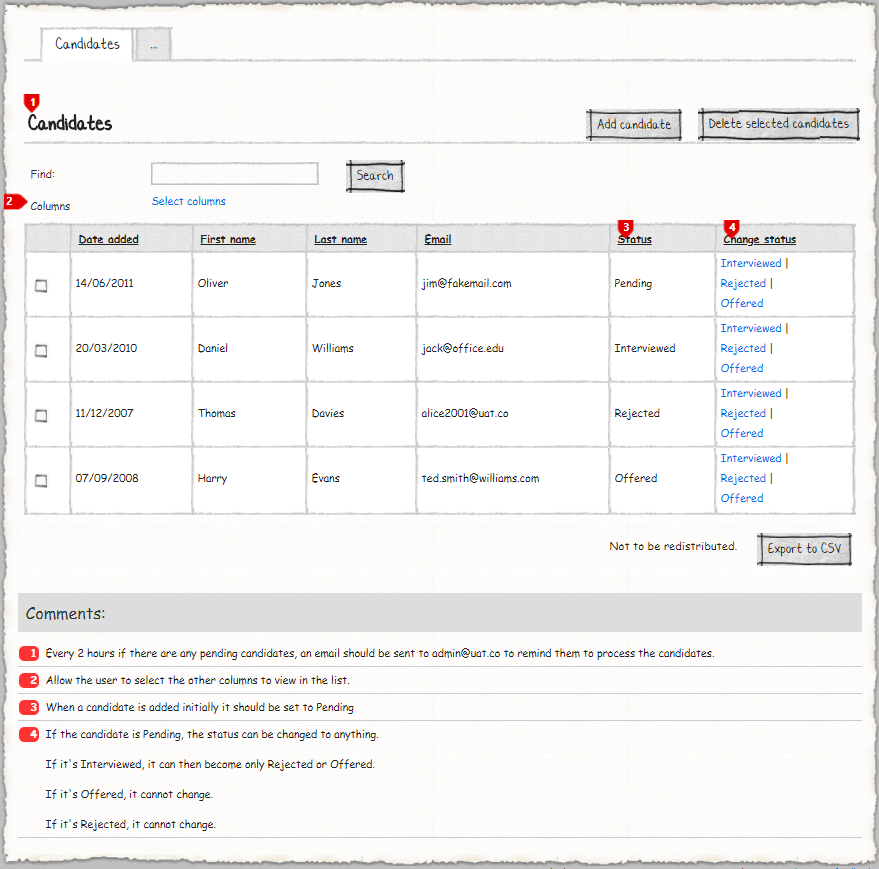 Candidates ...
1
Candidates Add candidate Delete selected candidates
Find: Search
2 Columns Select columns
3 4
Date added First name Last name Email Status Change status
14/06/2011 Oliver Jones jim@fakemail.com Pending Interviewed |
Rejected |
Offered
20/03/2010 Daniel Williams jack@office.edu Interviewed Interviewed |
Rejected |
Offered
11/12/2007 Thomas Davies alice2001@uat.co Rejected Interviewed |
Rejected |
Offered
07/09/2008 Harry Evans ted.smith@williams.com Offered Interviewed |
Rejected |
Offered
Not to be redistributed. Export to CSV
Comments:
1 Every 2 hours if there are any pending candidates, an email should be sent to admin@uat.co to remind them to process the candidates.
2 Allow the user to select the other columns to view in the list.
3 When a candidate is added initially it should be set to Pending
4 If the candidate is Pending, the status can be changed to anything.
If it's Interviewed, it can then become only Rejected or Offered.
If it's Offered, it cannot change.
If it's Rejected, it cannot change.